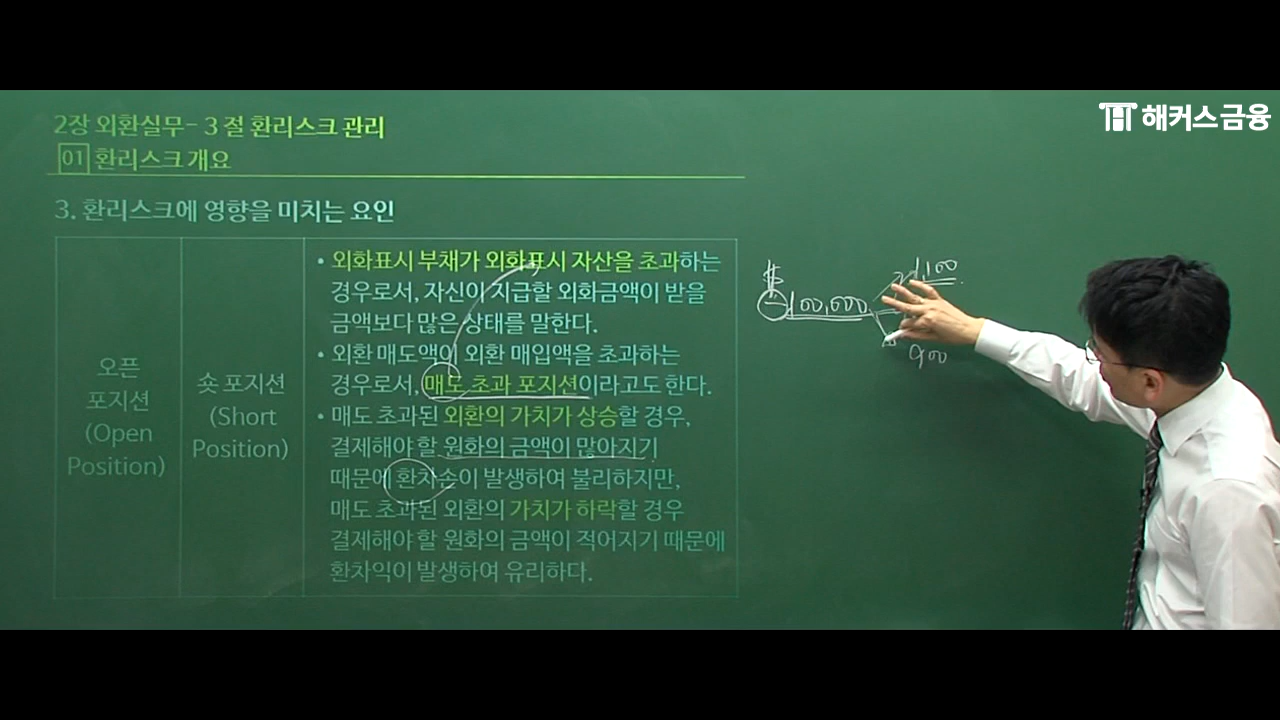 해커스금융
2장 외환실무- 3절 환리스크 관리
01 환리스크 개요
3. 환리스크에 영향을 미치는 요인
오픈
포지션
(Open
Position)
숏 포지션
(Short
Position)
• 외화표시 부채가 외화표시 자산을 초과하는
경우로서, 자신이 지급할 외화금액이 받을
금액보다 많은 상태를 말한다.
• 외환 매도액이 외환 매입액을 초과하는
경우로서, 매도 초과 포지션이라고도 한다.
• 매도 초과된 외환의 가치가 상승할 경우,
결제해야 할 원화의 금액이 많아지기
때문에 환차손이 발생하여 불리하지만,
매도 초과된 외환의 가치가 하락할 경우
결제해야 할 원화의 금액이 적어지기 때문에
환차익이 발생하여 유리하다.
$
- 100,000
1,100
900